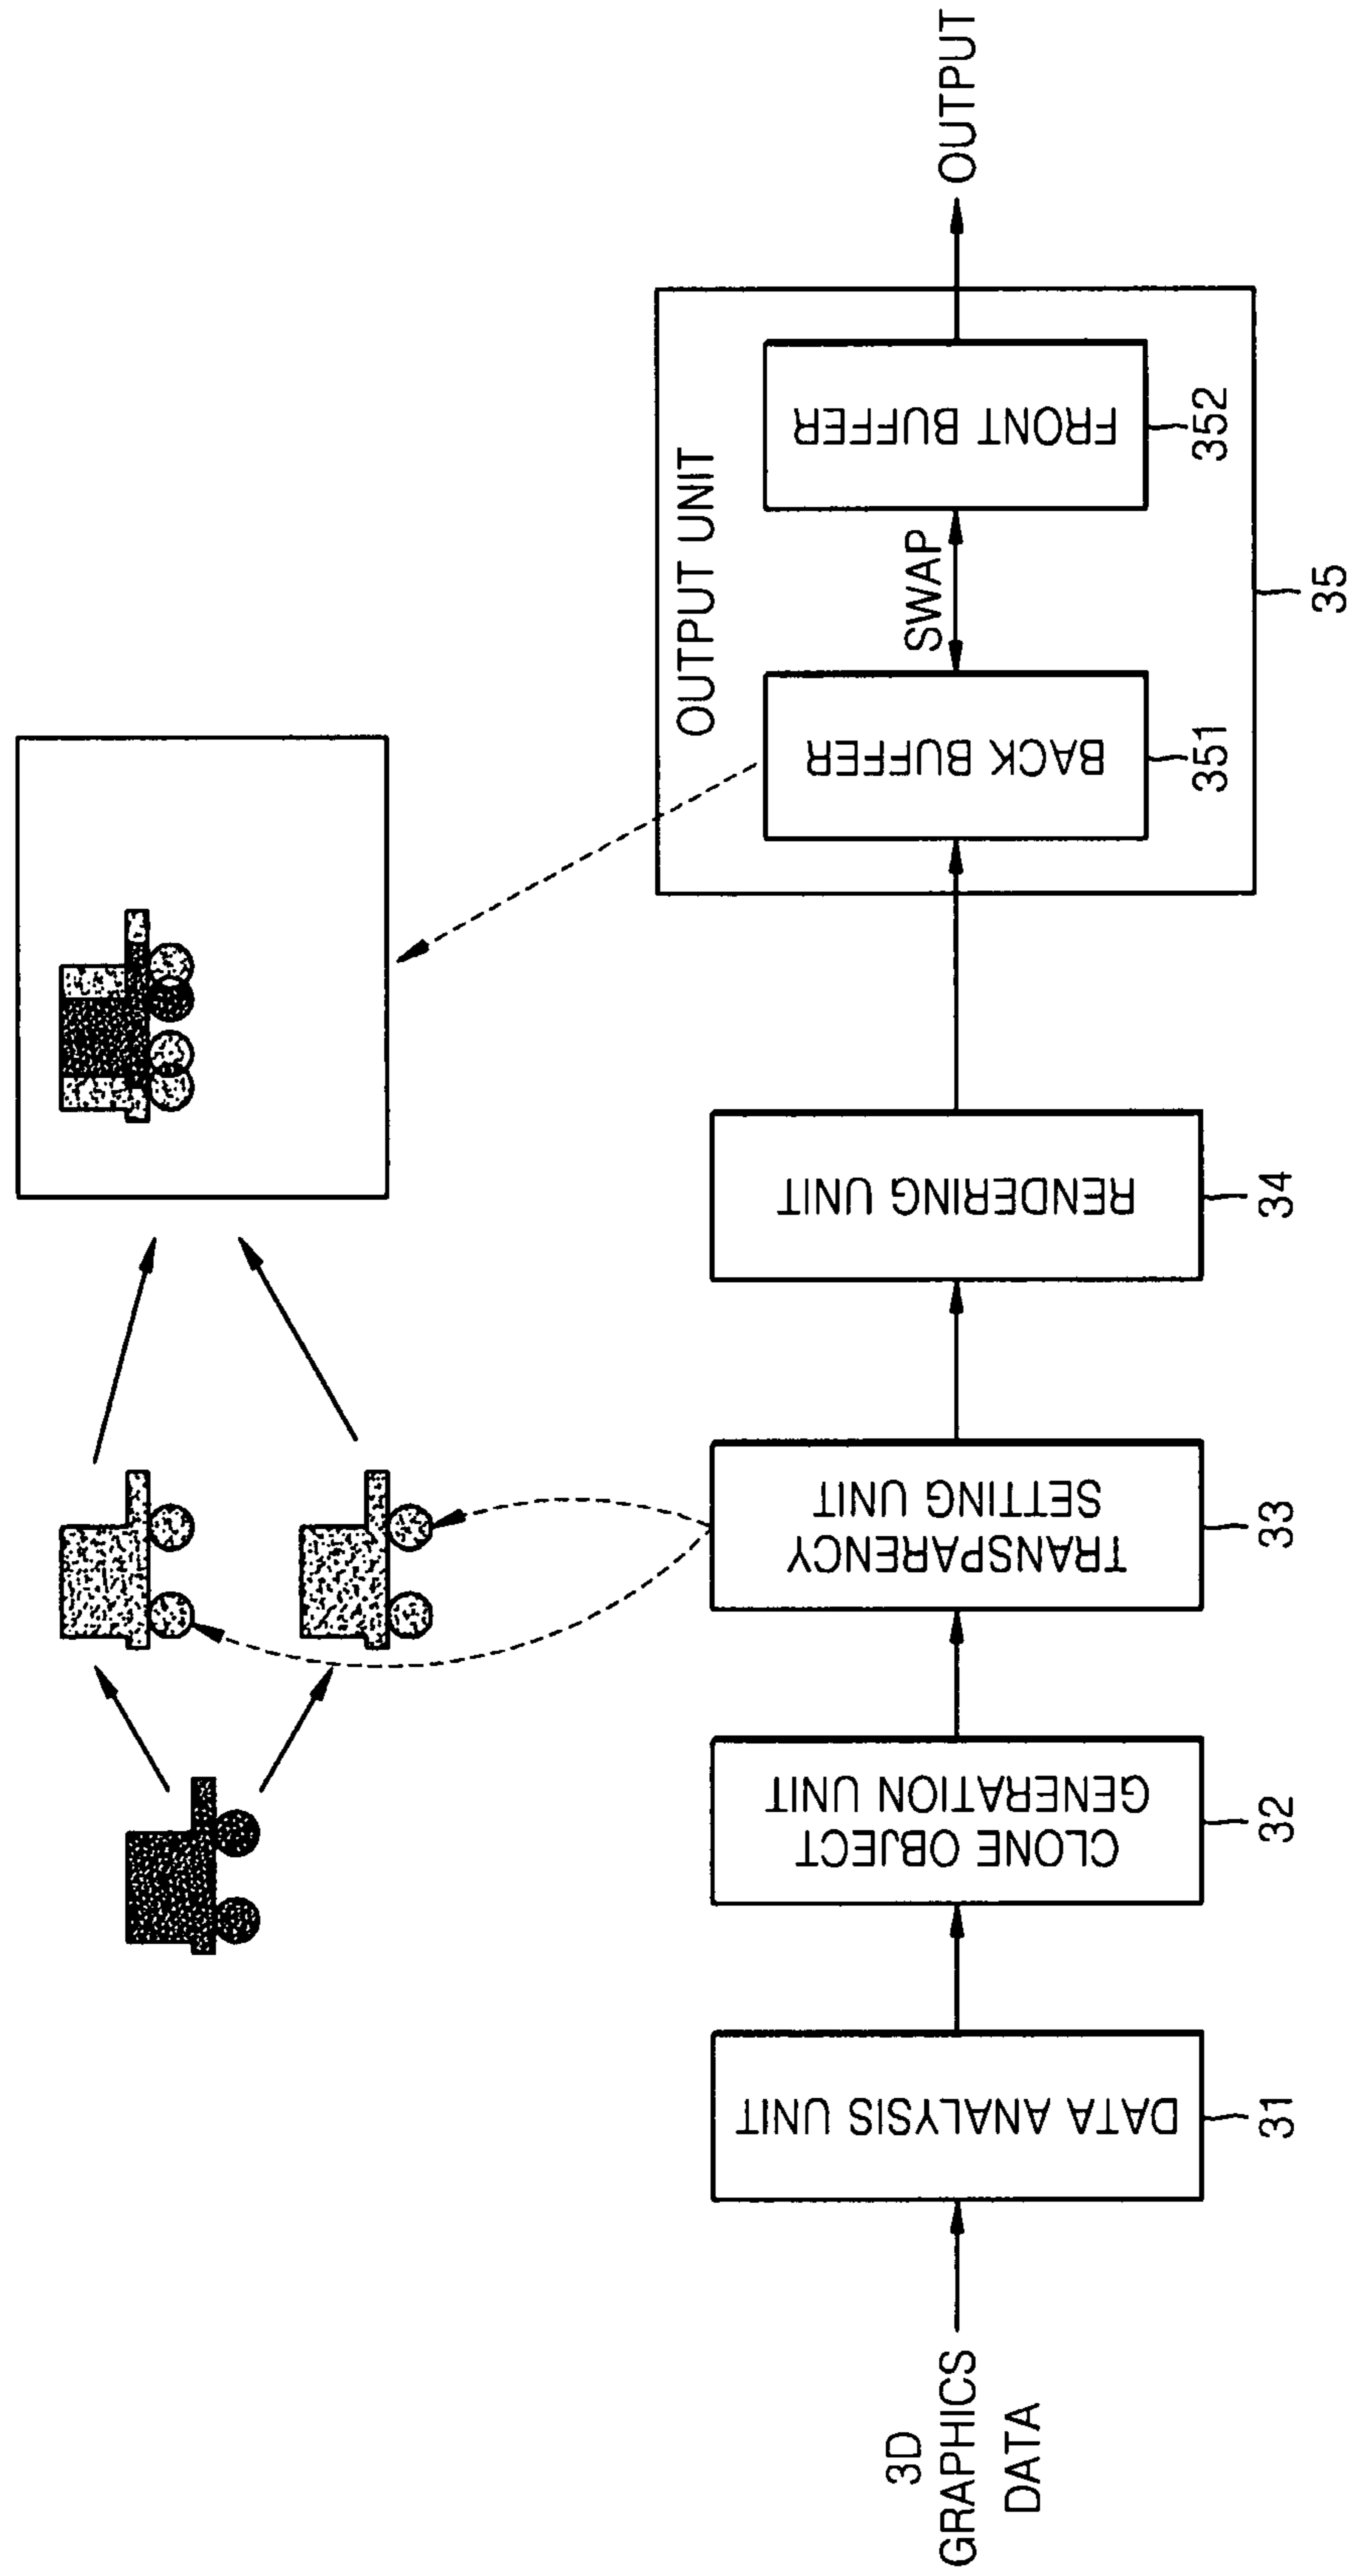 3D
GRAPHICS
DATA
DATA ANALYSIS UNIT
31
CLONE OBJECT
GENERATION UNIT
32
TRANSPARENCY
SETTING UNIT
33
RENDERING UNIT
34
OUTPUT UNIT
BACK BUFFER
351
SWAP
FRONT BUFFER
352
35
OUTPUT